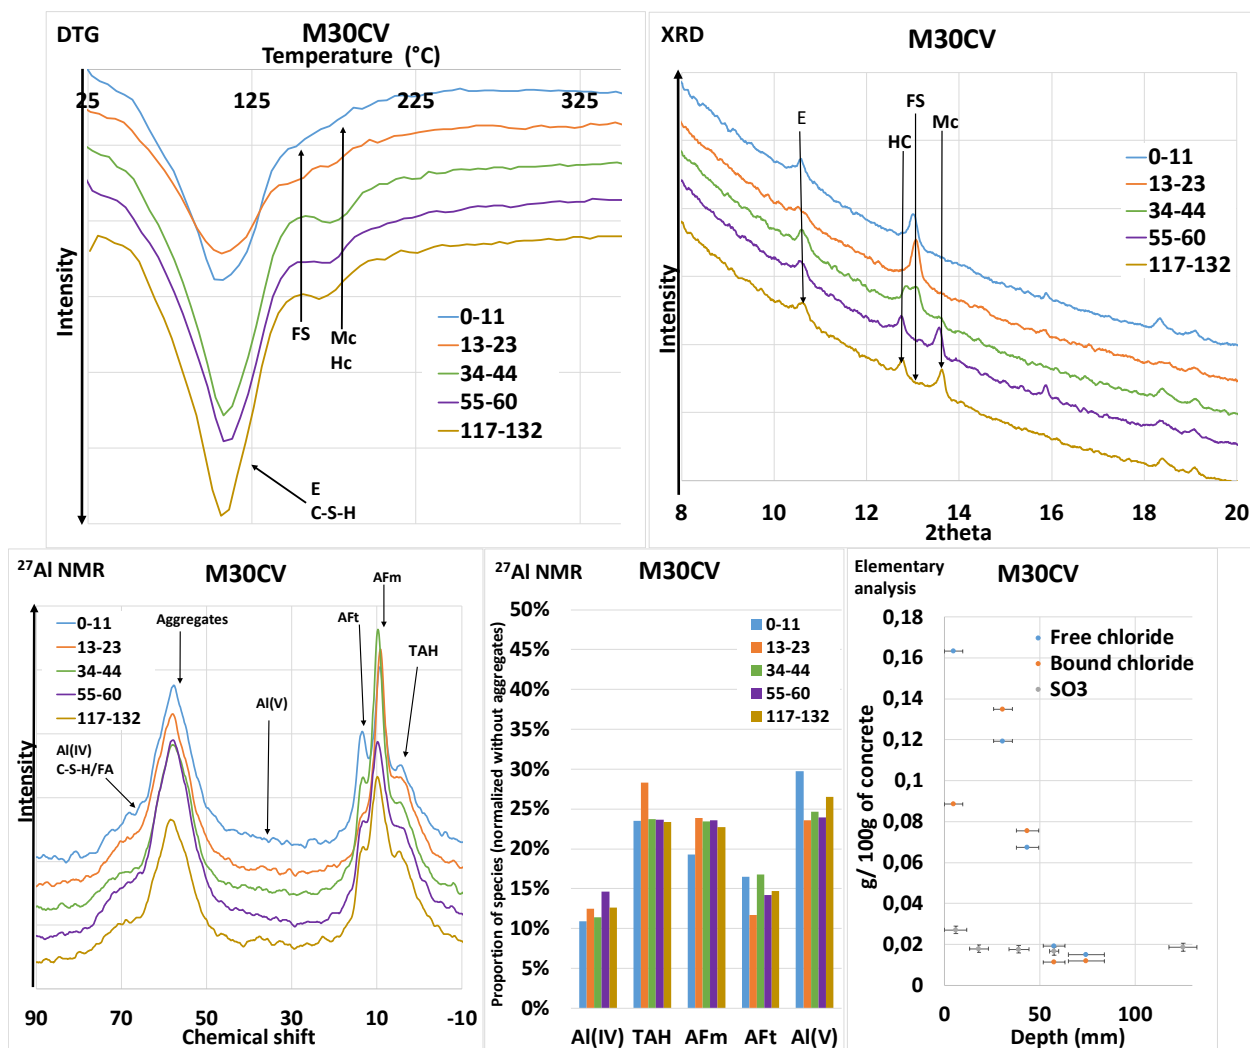 DTG
M30CV
Temperature (°C)
25
125
225
325
Intensity
FS
Mc
Hc
0-11
13-23
34-44
55-60
117-132
E
C-S-H
XRD
M30CV
FS
E
HC
Mc
0-11
13-23
34-44
55-60
117-132
Intensity
8
10
12
14
16
18
20
2theta
27Al NMR
M30CV
AFm
0-11
13-23
34-44
55-60
117-132
Aggregates
AFt
TAH
Al(V)
Al(IV)
C-S-H/FA
Intensity
90
70
50
30
10
-10
Chemical shift
27Al NMR
M30CV
Proportion of species (normalized without aggregates)
50%
45%
40%
35%
30%
25%
20%
15%
10%
5%
0%
0-11
13-23
34-44
55-60
117-132
Al(IV)
TAH
AFm
AFt
Al(V)
Elementary
analysis
M30CV
g/ 100g of concrete
0,18
0,16
0,14
0,12
0,1
0,08
0,06
0,04
0,02
0
Free chloride
Bound chloride
SO3
0
50
100
Depth (mm)